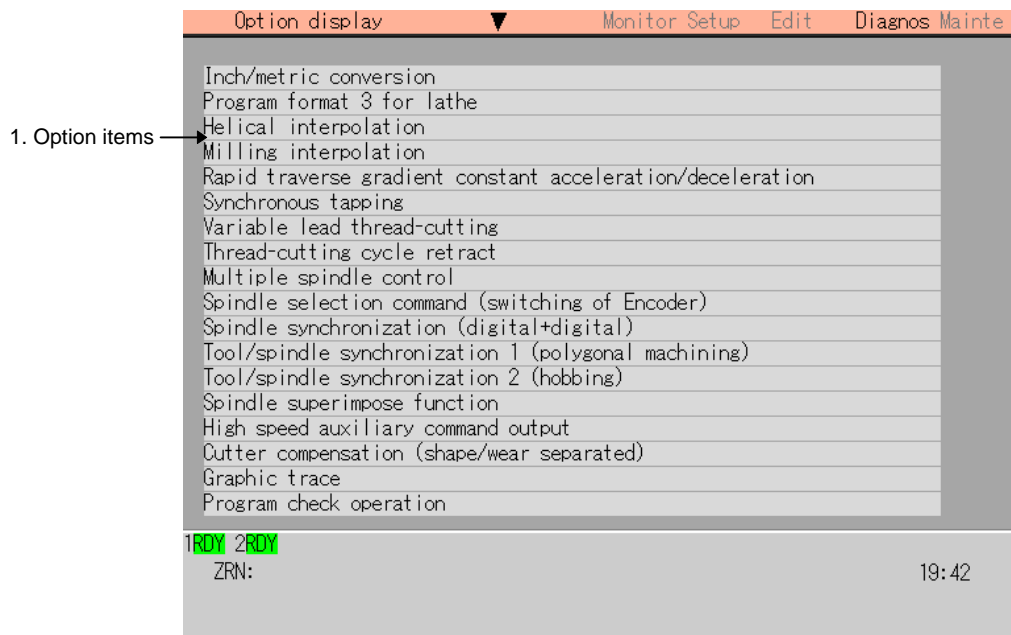 Option display ▼ Monitor Setup Edit Diagnos Mainte
Inch/metric conversion
Program format 3 for lathe
1. Option items
Helical interpolation
Milling interpolation
Rapid traverse gradient constant acceleration/deceleration
Synchronous tapping
Variable lead thread-cutting
Thread-cutting cycle retract
Multiple spindle control
Spindle selection command (switching of Encoder)
Spindle synchronization (digital+digital)
Tool/spindle synchronization 1 (polygonal machining)
Tool/spindle synchronization 2 (hobbing)
Spindle superimpose function
High speed auxiliary command output
Cutter compensation (shape/wear separated)
Graphic trace
Program check operation
1RDY 2RDY
ZRN: 19:42